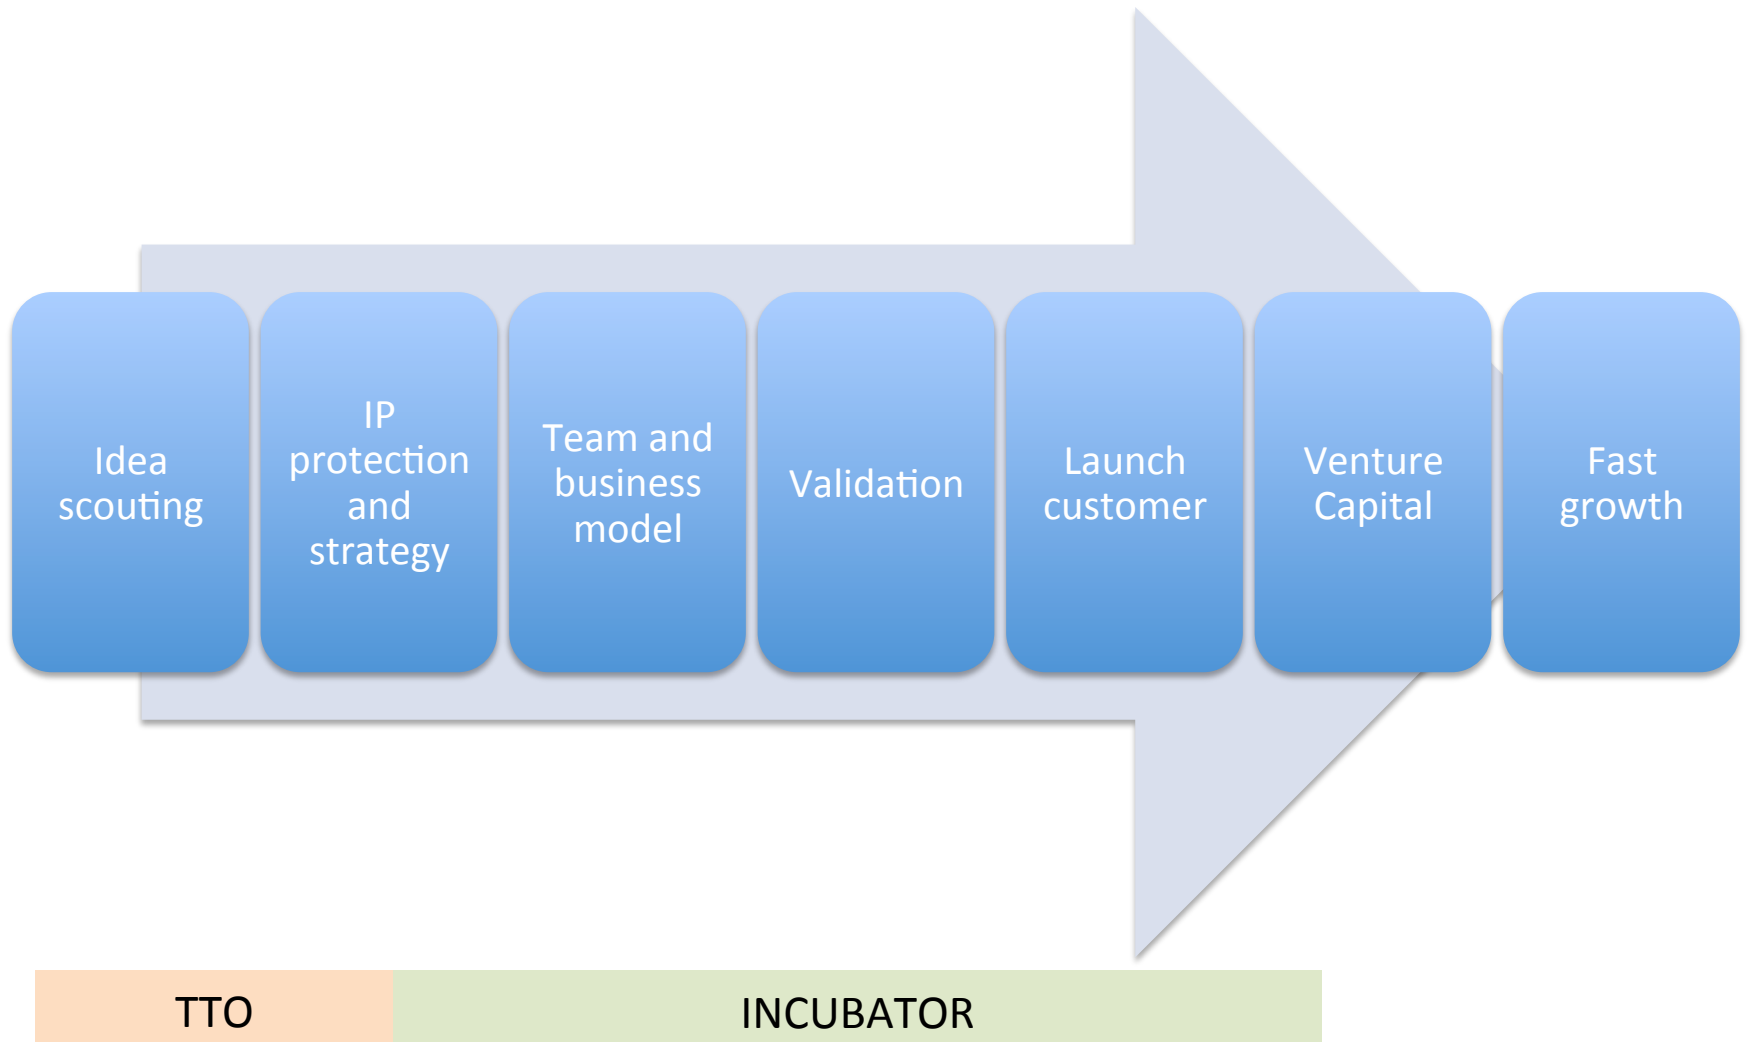 Idea
scouting
IP
protection
and
strategy
Team and
business
model
Validation
Launch
customer
Venture
Capital
Fast
growth
TTO
INCUBATOR